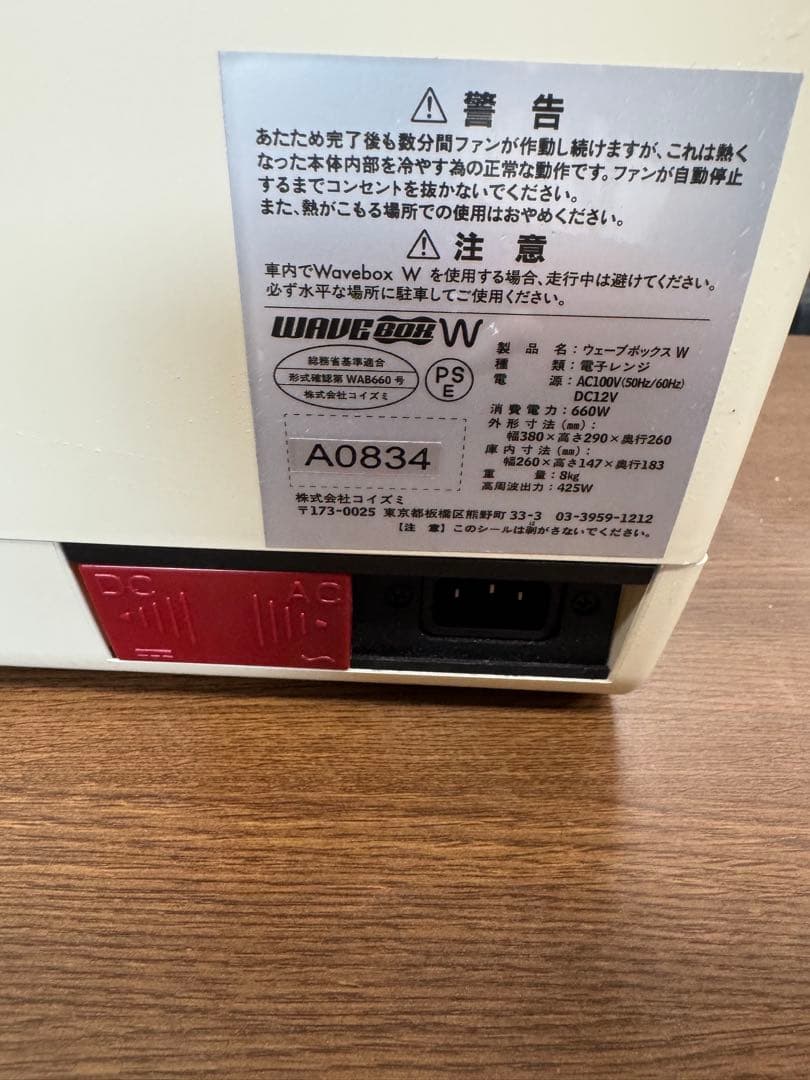 ⚠ 警 告
あたため完了後も数分間ファンが作動し続けますが、これは熱く
なった本体内部を冷やす為の正常な動作です。ファンが自動停止
するまでコンセントを抜かないでください。
また、熱がこもる場所での使用はおやめください。
⚠ 注 意
車内でWavebox W を使用する場合、走行中は避けてください。
必ず水平な場所に駐車してご使用ください。
WAVE BOX W
総務省基準適合
形式確認第 WAB660 号
株式会社コイズミ
PS
E
A0834
製 品 名：ウェーブボックス W
種 類：電子レンジ
電 源：AC100V(50Hz/60Hz)
DC12V
消費電力：660W
外形寸法(㎜)：
幅380×高さ290×奥行260
庫内寸法(㎜)：
幅260×高さ147×奥行183
重 量：8kg
高周波出力：425W
株式会社コイズミ
〒173-0025 東京都板橋区熊野町 33-3 03-3959-1212
【注 意】このシールは剥がさないでください。
DC AC